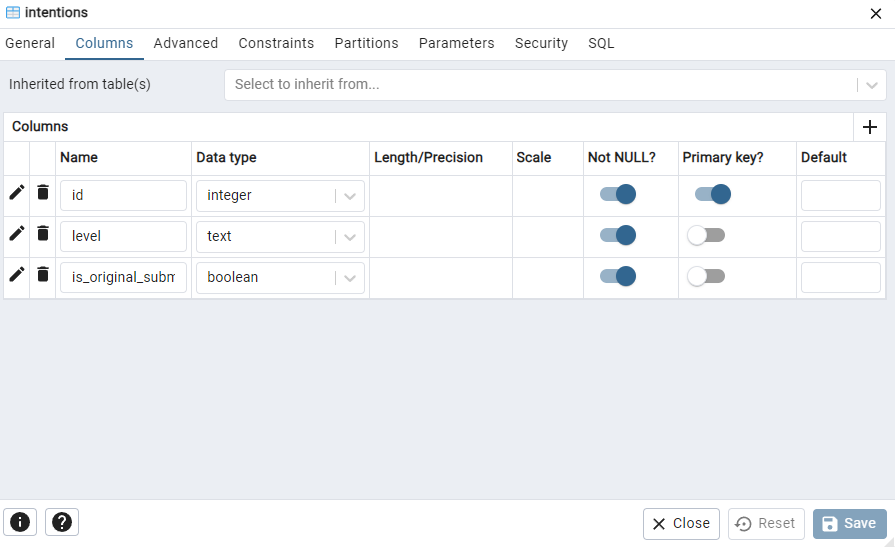 intentions
General Columns Advanced Constraints Partitions Parameters Security SQL
Inherited from table(s) Select to inherit from...
Columns
Name Data type Length/Precision Scale Not NULL? Primary key? Default
id integer
level text
is_original_subm boolean
Close Reset Save